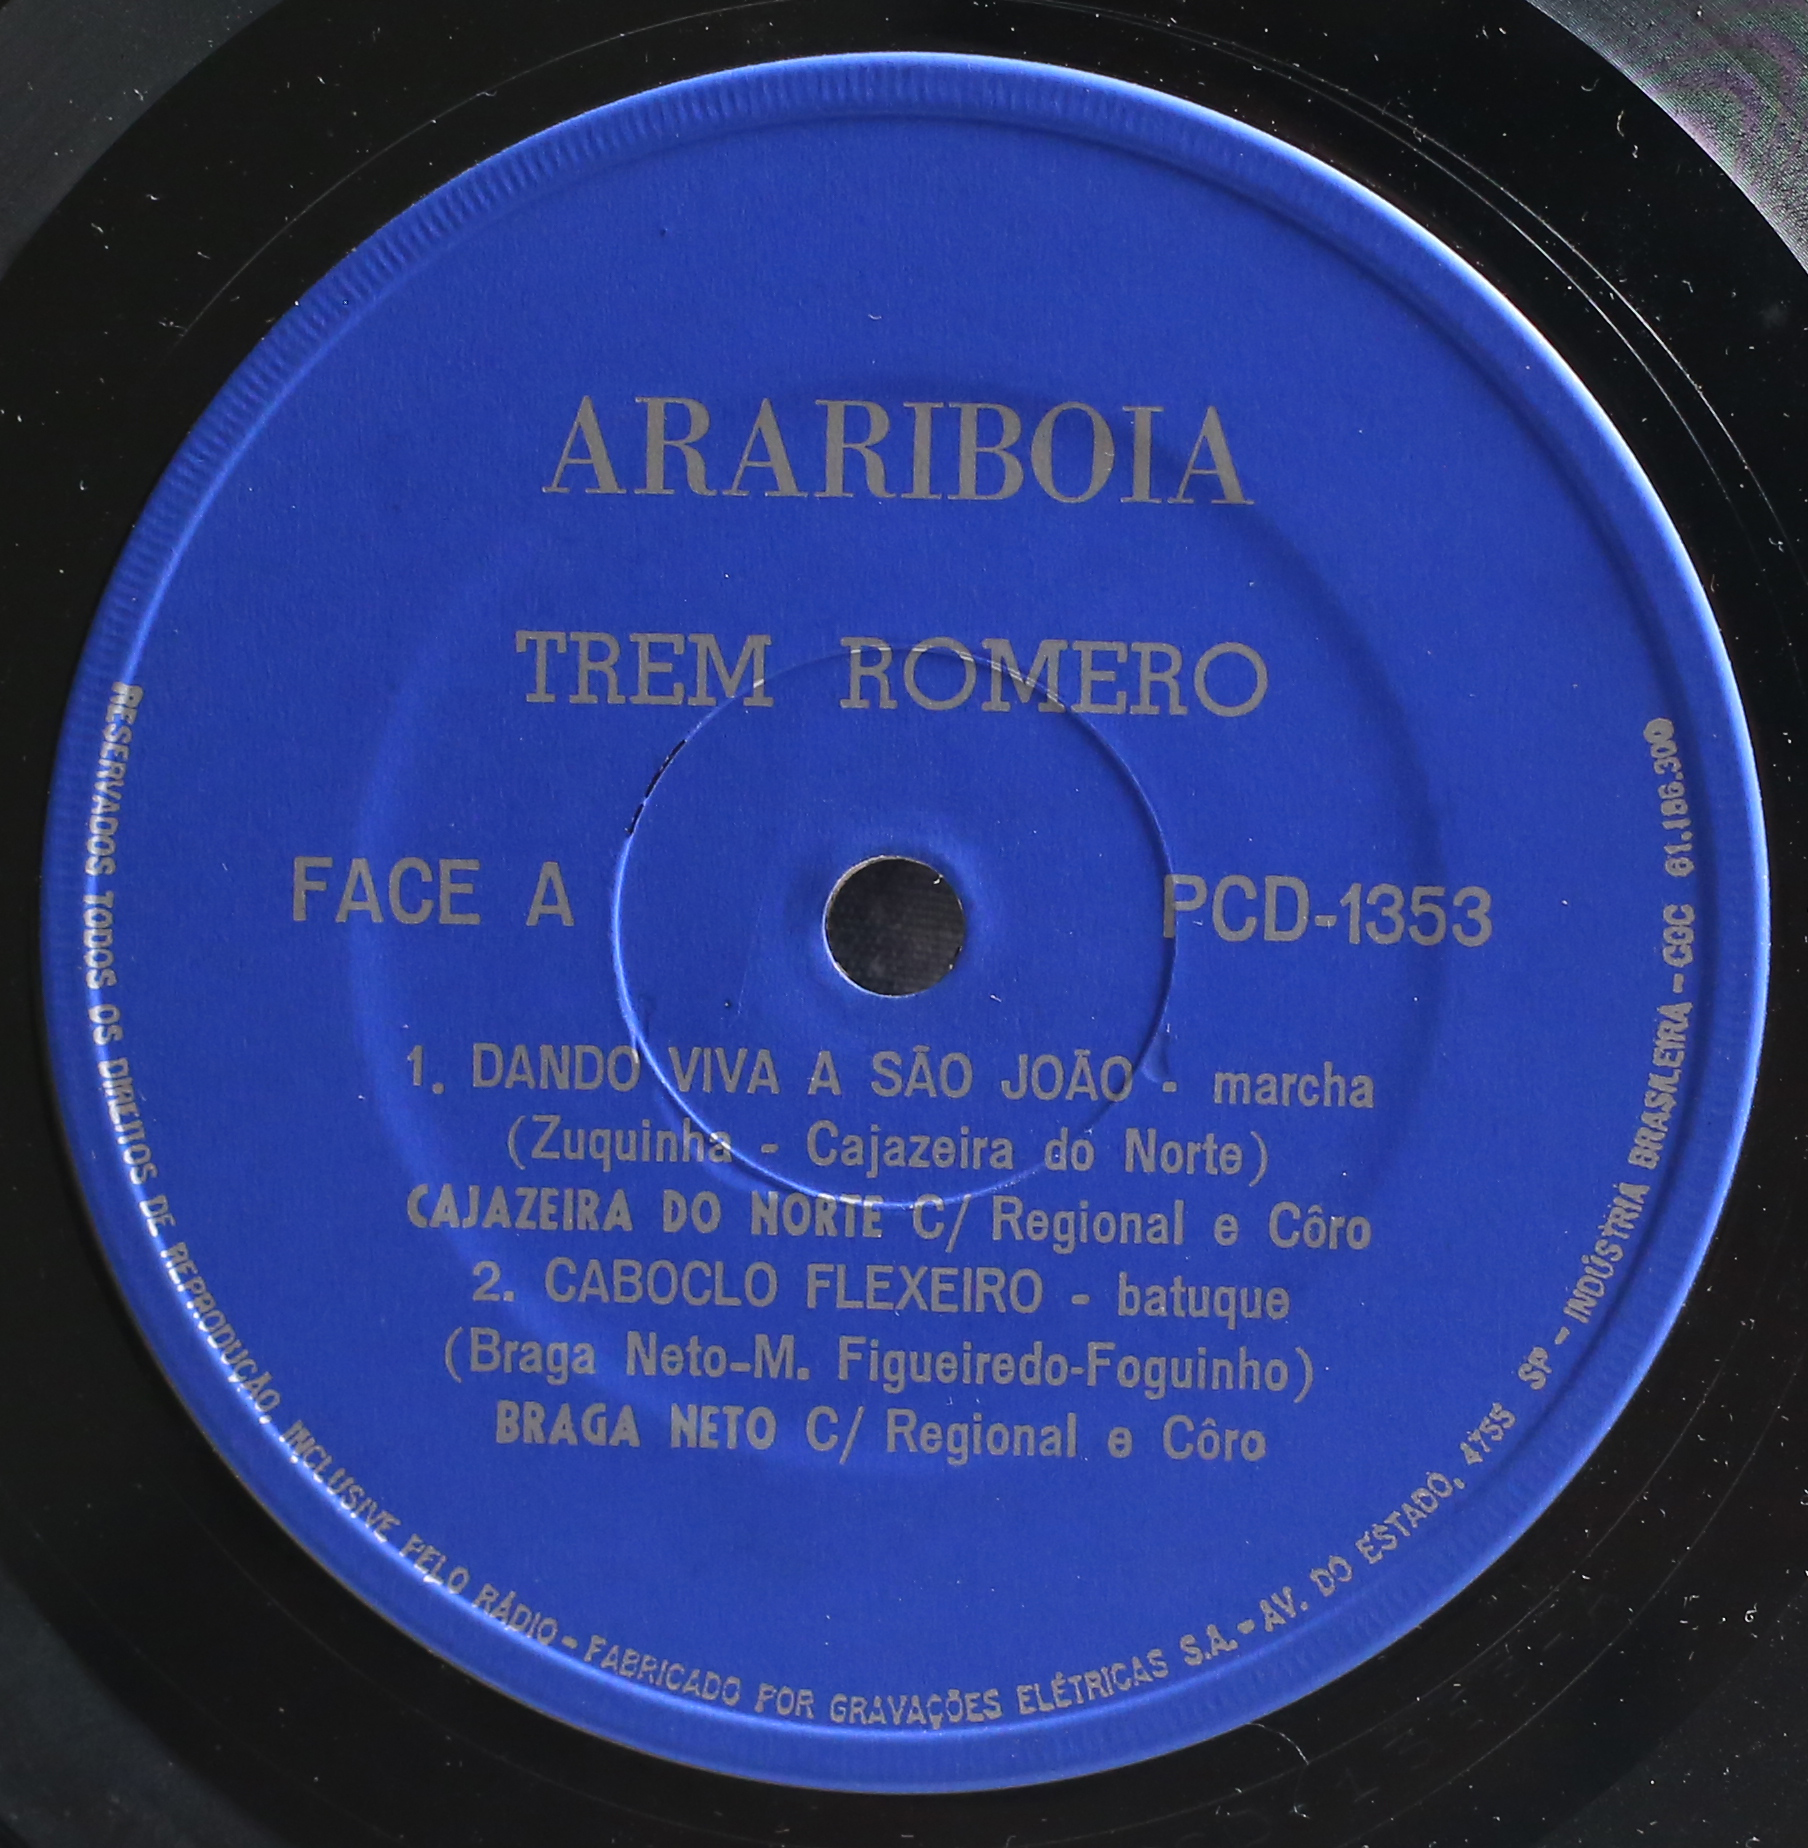 ARARIBOIA
TREM ROMERO
FACE A
PCD-1353
1. DANDO VIVA A SÃO JOÃO - marcha
(Zuquinha - Cajazeira do Norte)
CAJAZEIRA DO NORTE C/ Regional e Côro
2. CABOCLO FLEXEIRO - batuque
(Braga Neto-M. Figueiredo-Foguinho)
BRAGA NETO C/ Regional e Côro
RESERVADOS TODOS OS DIREITOS DE REPRODUÇÃO, INCLUSIVE PELO RÁDIO - FABRICADO POR GRAVAÇÕES ELÉTRICAS S.A. - AV. DO ESTADO, 4755 SP - INDÚSTRIA BRASILEIRA - CGC 61.186.300